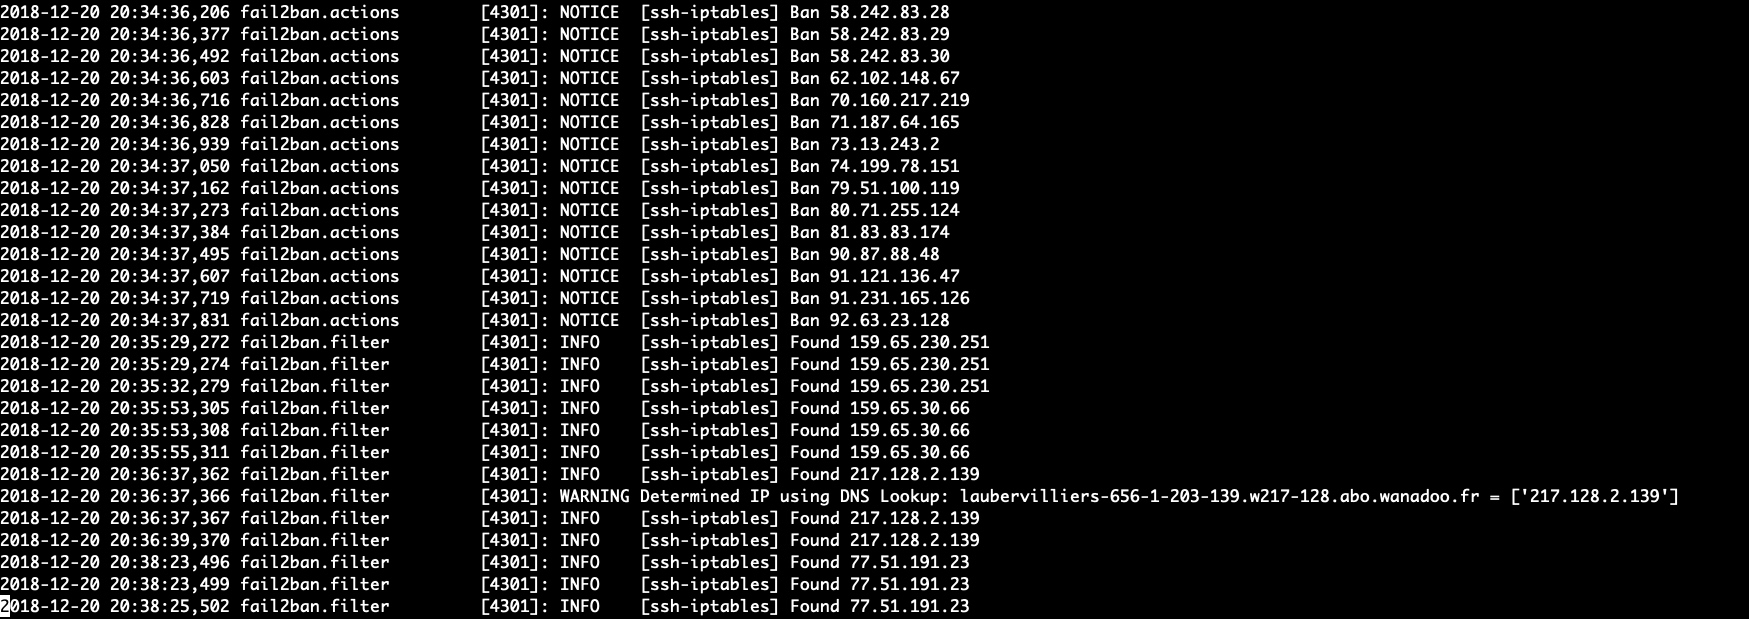 2018-12-20 20:34:36,206 fail2ban.actions        [4301]: NOTICE  [ssh-iptables] Ban 58.242.83.28
2018-12-20 20:34:36,377 fail2ban.actions        [4301]: NOTICE  [ssh-iptables] Ban 58.242.83.29
2018-12-20 20:34:36,492 fail2ban.actions        [4301]: NOTICE  [ssh-iptables] Ban 58.242.83.30
2018-12-20 20:34:36,603 fail2ban.actions        [4301]: NOTICE  [ssh-iptables] Ban 62.102.148.67
2018-12-20 20:34:36,716 fail2ban.actions        [4301]: NOTICE  [ssh-iptables] Ban 70.160.217.219
2018-12-20 20:34:36,828 fail2ban.actions        [4301]: NOTICE  [ssh-iptables] Ban 71.187.64.165
2018-12-20 20:34:36,939 fail2ban.actions        [4301]: NOTICE  [ssh-iptables] Ban 73.13.243.2
2018-12-20 20:34:37,050 fail2ban.actions        [4301]: NOTICE  [ssh-iptables] Ban 74.199.78.151
2018-12-20 20:34:37,162 fail2ban.actions        [4301]: NOTICE  [ssh-iptables] Ban 79.51.100.119
2018-12-20 20:34:37,273 fail2ban.actions        [4301]: NOTICE  [ssh-iptables] Ban 80.71.255.124
2018-12-20 20:34:37,384 fail2ban.actions        [4301]: NOTICE  [ssh-iptables] Ban 81.83.83.174
2018-12-20 20:34:37,495 fail2ban.actions        [4301]: NOTICE  [ssh-iptables] Ban 90.87.88.48
2018-12-20 20:34:37,607 fail2ban.actions        [4301]: NOTICE  [ssh-iptables] Ban 91.121.136.47
2018-12-20 20:34:37,719 fail2ban.actions        [4301]: NOTICE  [ssh-iptables] Ban 91.231.165.126
2018-12-20 20:34:37,831 fail2ban.actions        [4301]: NOTICE  [ssh-iptables] Ban 92.63.23.128
2018-12-20 20:35:29,272 fail2ban.filter         [4301]: INFO    [ssh-iptables] Found 159.65.230.251
2018-12-20 20:35:29,274 fail2ban.filter         [4301]: INFO    [ssh-iptables] Found 159.65.230.251
2018-12-20 20:35:32,279 fail2ban.filter         [4301]: INFO    [ssh-iptables] Found 159.65.230.251
2018-12-20 20:35:53,305 fail2ban.filter         [4301]: INFO    [ssh-iptables] Found 159.65.30.66
2018-12-20 20:35:53,308 fail2ban.filter         [4301]: INFO    [ssh-iptables] Found 159.65.30.66
2018-12-20 20:35:55,311 fail2ban.filter         [4301]: INFO    [ssh-iptables] Found 159.65.30.66
2018-12-20 20:36:37,362 fail2ban.filter         [4301]: INFO    [ssh-iptables] Found 217.128.2.139
2018-12-20 20:36:37,366 fail2ban.filter         [4301]: WARNING Determined IP using DNS Lookup: laubervilliers-656-1-203-139.w217-128.abo.wanadoo.fr = ['217.128.2.139']
2018-12-20 20:36:37,367 fail2ban.filter         [4301]: INFO    [ssh-iptables] Found 217.128.2.139
2018-12-20 20:36:39,370 fail2ban.filter         [4301]: INFO    [ssh-iptables] Found 217.128.2.139
2018-12-20 20:38:23,496 fail2ban.filter         [4301]: INFO    [ssh-iptables] Found 77.51.191.23
2018-12-20 20:38:23,499 fail2ban.filter         [4301]: INFO    [ssh-iptables] Found 77.51.191.23
2018-12-20 20:38:25,502 fail2ban.filter         [4301]: INFO    [ssh-iptables] Found 77.51.191.23